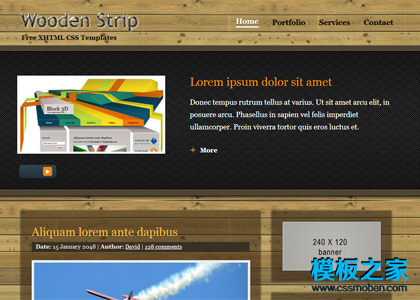 Wooden Strip
Free XHTML CSS Templates
Home Portfolio Services Contact
Block 3D
Lorem ipsum dolor sit amet
Donec tempus rutrum tellus at varius. Ut sit amet arcu elit, in
posuere arcu. Phasellus in sapien vel felis imperdiet
ullamcorper. Proin viverra tortor quis eros luctus et.
+ More
Aliquam lorem ante dapibus
Date: 15 January 2048 | Author: David | 128 comments
240 X 120
banner
模板之家
www.cssmoban.com